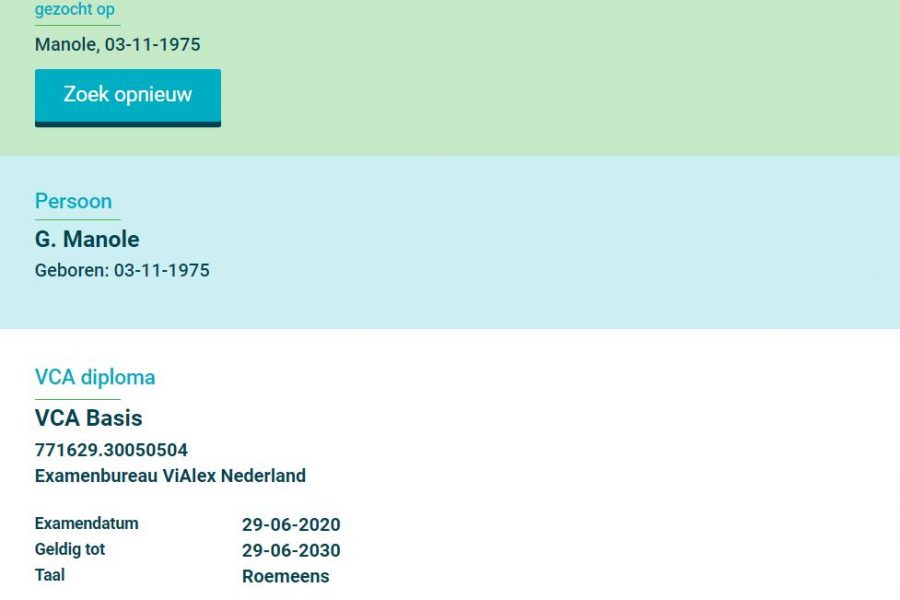 gezocht op
Manole, 03-11-1975
Zoek opnieuw
Persoon
G. Manole
Geboren: 03-11-1975
VCA diploma
VCA Basis
771629.30050504
Examenbureau ViAlex Nederland
Examendatum 29-06-2020
Geldig tot 29-06-2030
Taal Roemeens